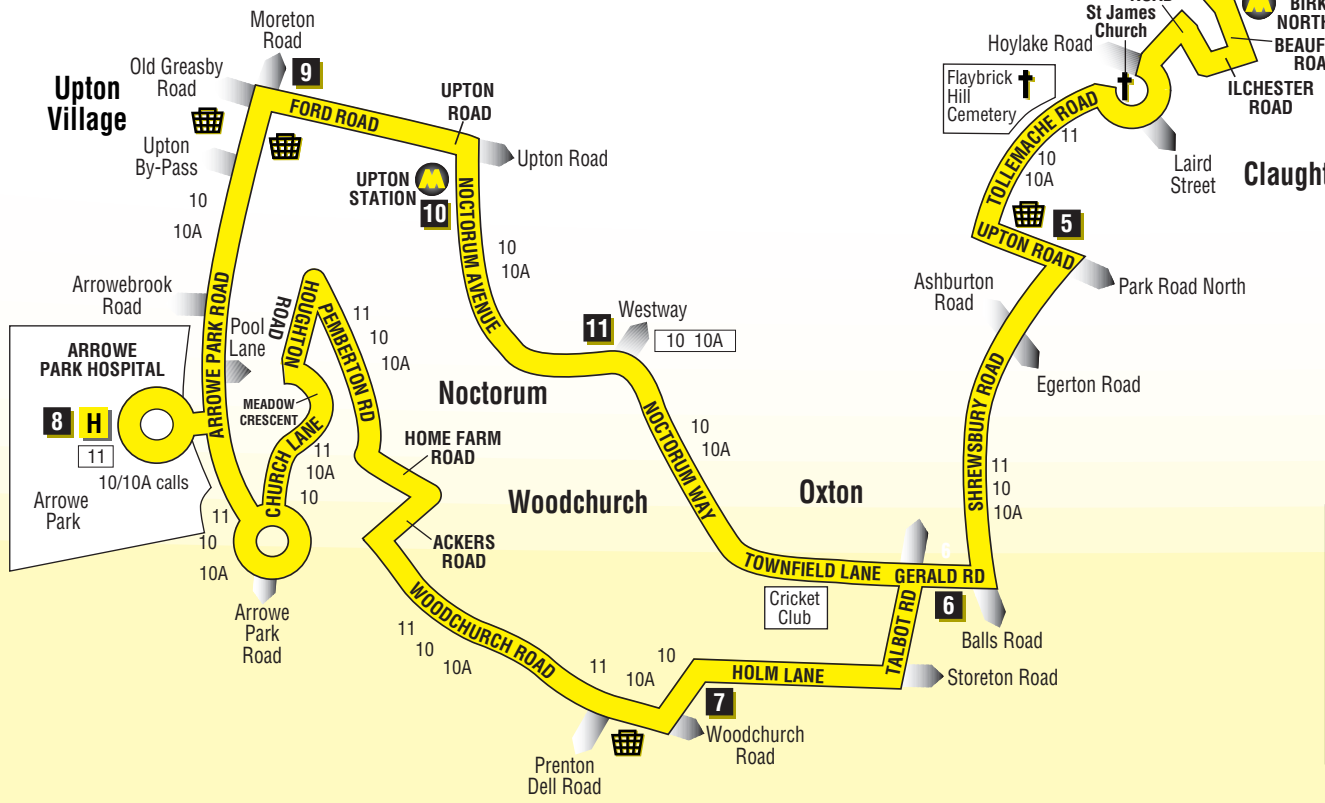 Moreton
Road
9
Old Greasby
Road
Upton
Village
FORD ROAD
UPTON
ROAD
Upton
By-Pass
Upton Road
UPTON
STATION
10
10
10A
NOCTORUM AVENUE
10
10A
Arrowebrook
Road
ARROWE PARK ROAD
HOUGHTON
ROAD
PEMBERTON RD
11
10
10A
Pool
Lane
ARROWE
PARK HOSPITAL
MEADOW
CRESCENT
8
H
11
10/10A calls
Arrowe
Park
CHURCH LANE
11
10A
10
11
10
10A
Arrowe
Park
Road
Noctorum
HOME FARM
ROAD
Woodchurch
ACKERS
ROAD
WOODCHURCH ROAD
11
10
10A
11
10A
10
Prenton
Dell Road
7
Woodchurch
Road
HOLM LANE
Storeton Road
TALBOT RD
11
Westway
10 10A
NOCTORUM WAY
10
10A
Oxton
TOWNFIELD LANE
GERALD RD
6
6
Cricket
Club
Balls Road
SHREWSBURY ROAD
11
10
10A
Egerton Road
Ashburton
Road
Park Road North
UPTON ROAD
5
TOLLEMACHE ROAD
11
10
10A
Flaybrick
Hill
Cemetery
Hoylake Road
St James
Church
ROAD
Laird
Street
Claught
ILCHESTER
ROAD
BEAUF
ROA
BIRK
NORTH